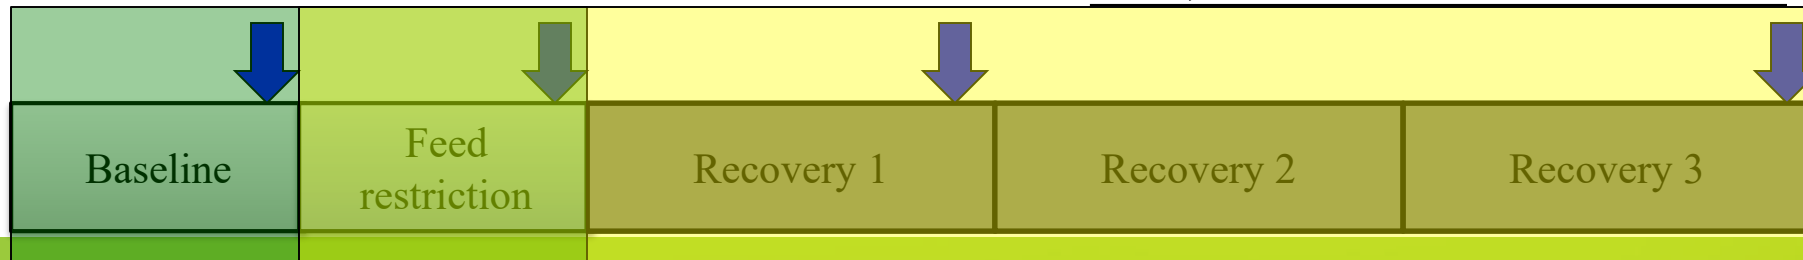 Baseline
Feed
restriction
Recovery 1
Recovery 2
Recovery 3